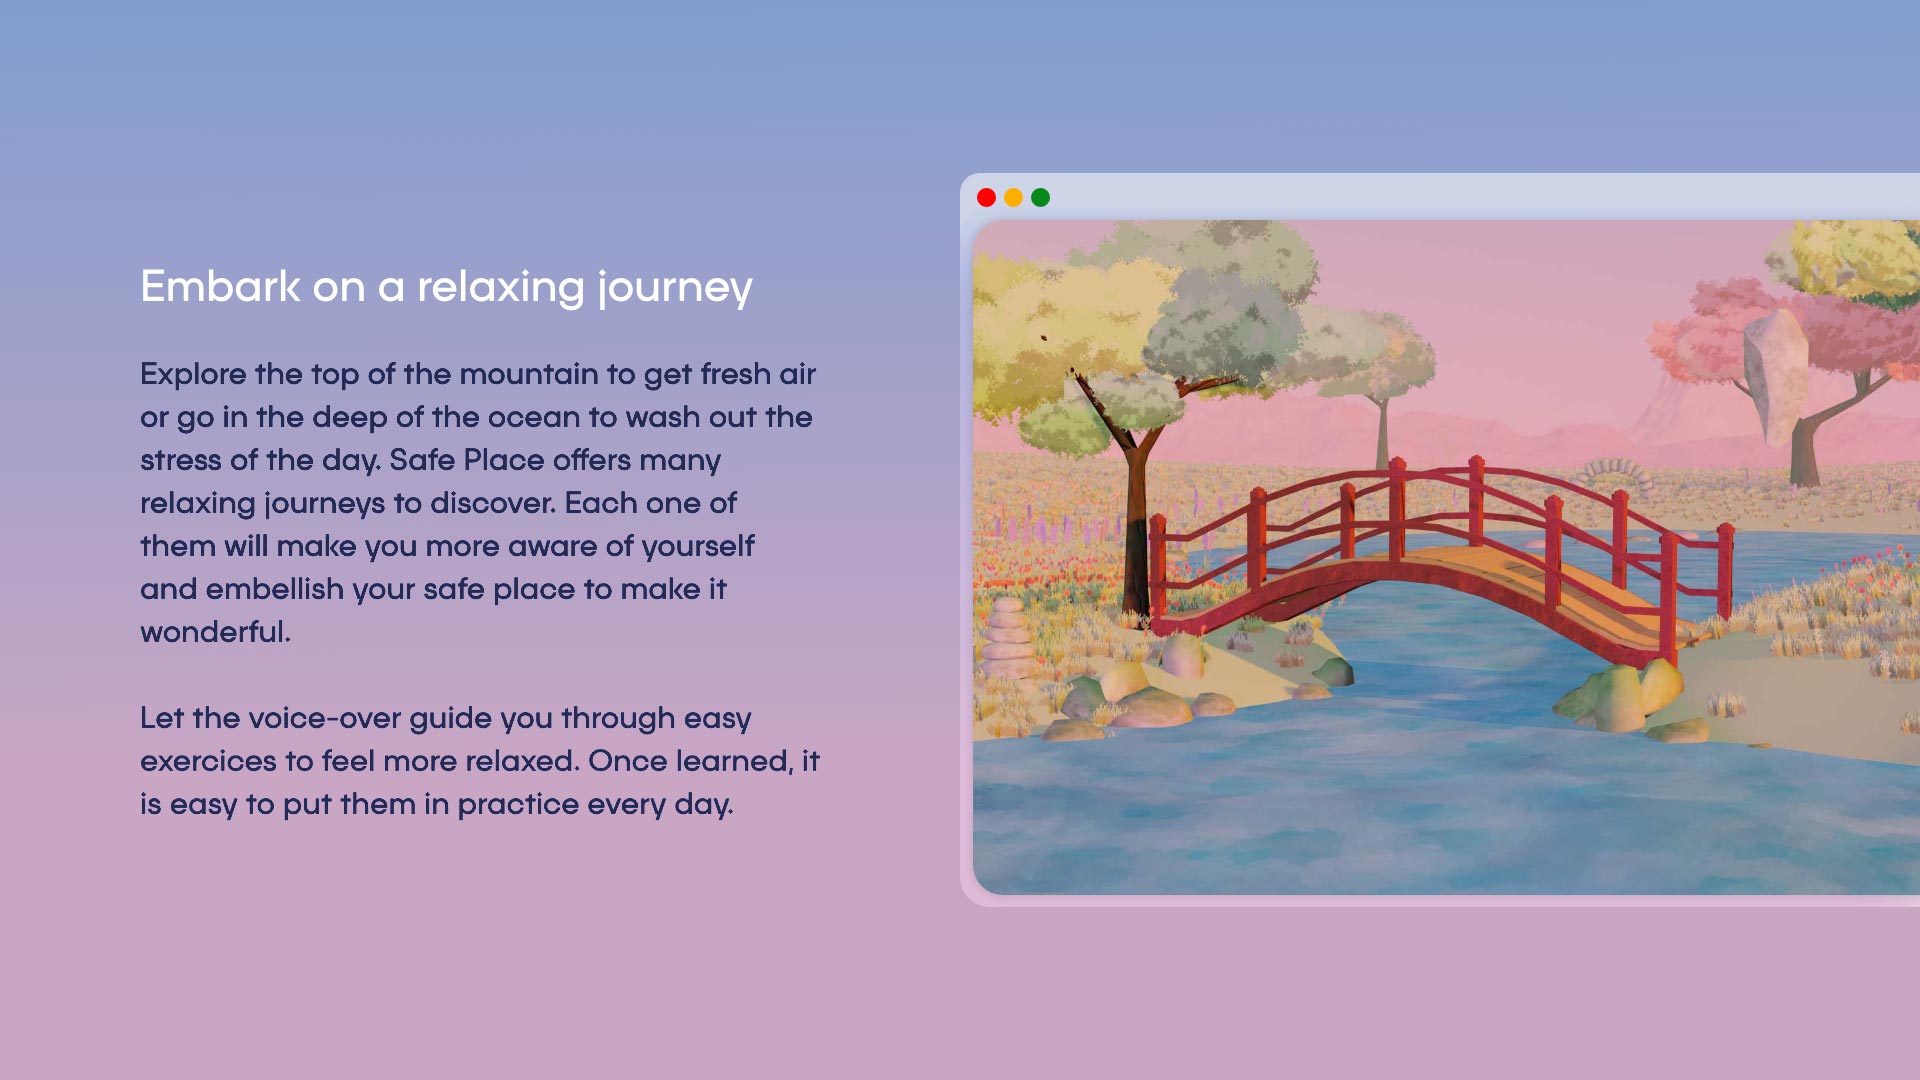 Embark on a relaxing journey
Explore the top of the mountain to get fresh air
or go in the deep of the ocean to wash out the
stress of the day. Safe Place offers many
relaxing journeys to discover. Each one of
them will make you more aware of yourself
and embellish your safe place to make it
wonderful.
Let the voice-over guide you through easy
exercices to feel more relaxed. Once learned, it
is easy to put them in practice every day.